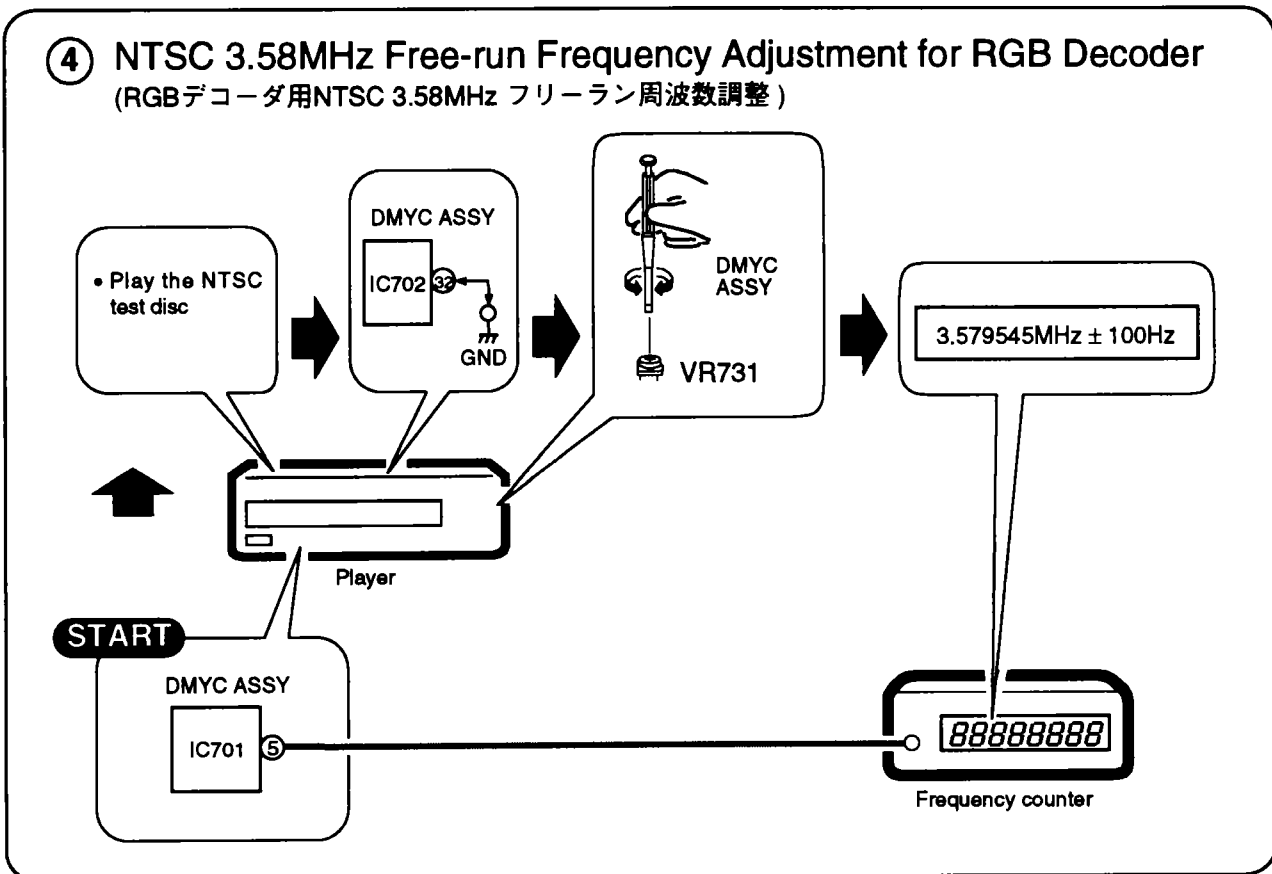 ④ NTSC 3.58MHz Free-run Frequency Adjustment for RGB Decoder
(RGBデコーダ用NTSC 3.58MHz フリーラン周波数調整)
• Play the NTSC
test disc
DMYC ASSY
IC702
32
GND
DMYC
ASSY
VR731
3.579545MHz ± 100Hz
Player
START
DMYC ASSY
IC701
5
88888888
Frequency counter